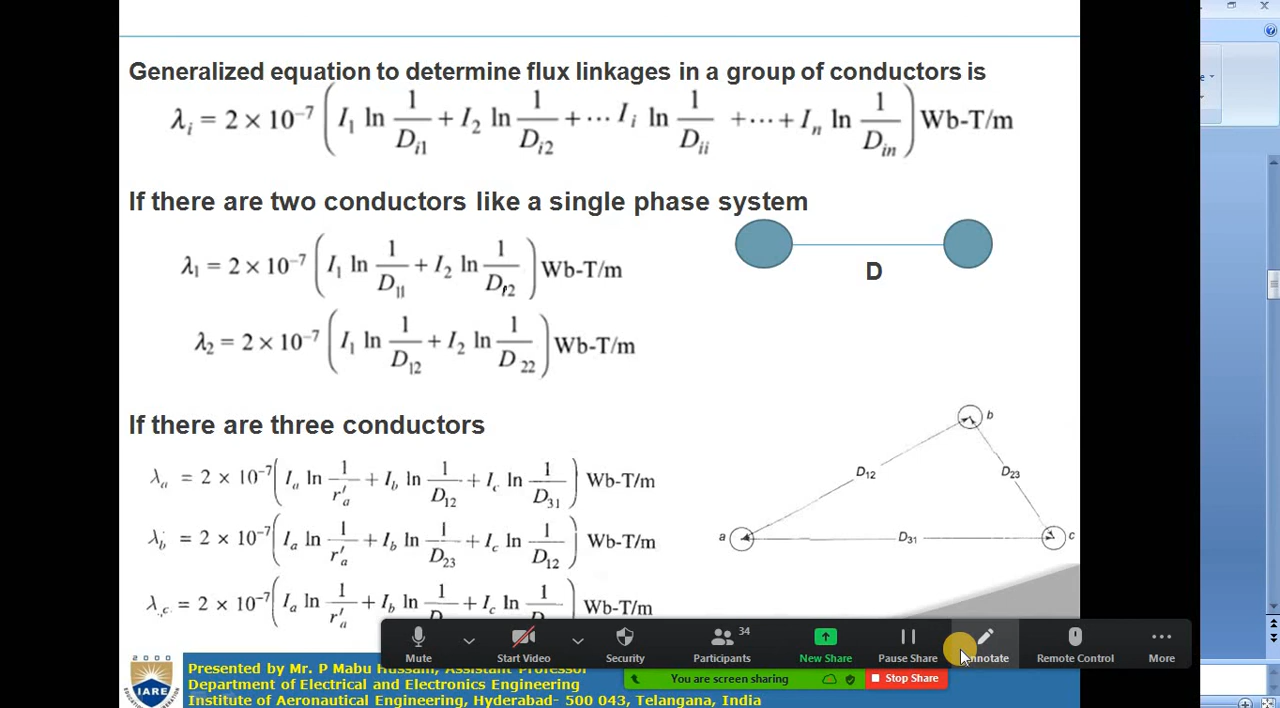 Generalized equation to determine flux linkages in a group of conductors is
λi = 2 × 10⁻⁷ ( I1 ln 1/Di1 + I2 ln 1/Di2 + ··· Ii ln 1/Dii + ··· + In ln 1/Din ) Wb-T/m
If there are two conductors like a single phase system
D
λ1 = 2 × 10⁻⁷ ( I1 ln 1/D11 + I2 ln 1/D12 ) Wb-T/m
λ2 = 2 × 10⁻⁷ ( I1 ln 1/D12 + I2 ln 1/D22 ) Wb-T/m
If there are three conductors
b
D12
D23
a
D31
c
λa = 2 × 10⁻⁷ ( Ia ln 1/r′a + Ib ln 1/D12 + Ic ln 1/D31 ) Wb-T/m
λb = 2 × 10⁻⁷ ( Ia ln 1/r′a + Ib ln 1/D23 + Ic ln 1/D12 ) Wb-T/m
λc = 2 × 10⁻⁷ ( Ia ln 1/r′a + Ib ln 1/D + Ic ln 1/D Wb-T/m
Mute
Start Video
Security
Participants 34
New Share
Pause Share
Remote Control
More
You are screen sharing
Stop Share
2000
IARE
Presented by Mr. P Mabu
Department of Electrical and Electronics Engineering
Institute of Aeronautical Engineering, Hyderabad- 500 043, Telangana, India